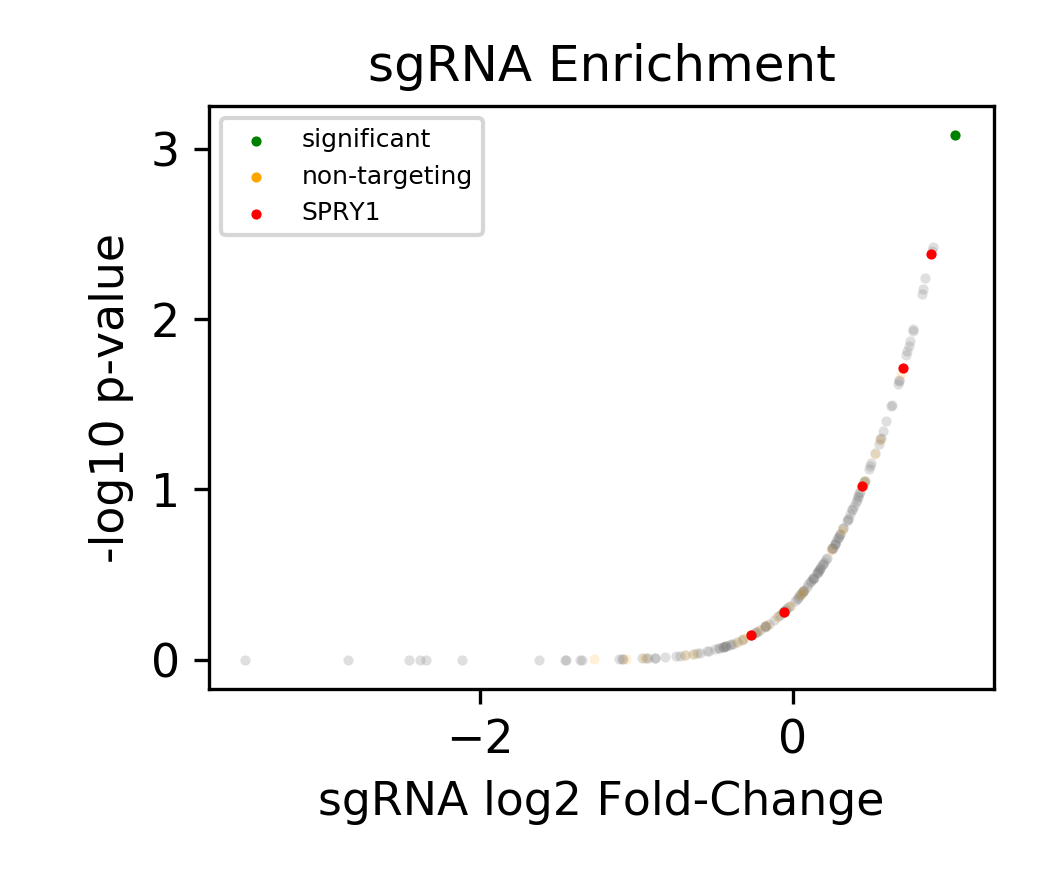 sgRNA Enrichment
significant
non-targeting
SPRY1
3
2
1
0
-log10 p-value
−2
0
sgRNA log2 Fold-Change